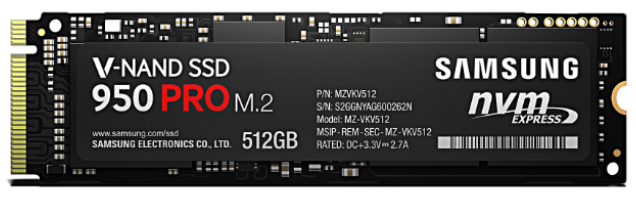 V-NAND SSD
950 PRO M.2
www.samsung.com/ssd
SAMSUNG ELECTRONICS CO., LTD.
512GB
P/N: MZVKV512
S/N: S2GGNYAG600262N
Model: MZ-VKV512
MSIP-REM-SEC-MZ-VKV512
RATED: DC+3.3V⎓2.7A
SAMSUNG
nvm
EXPRESS